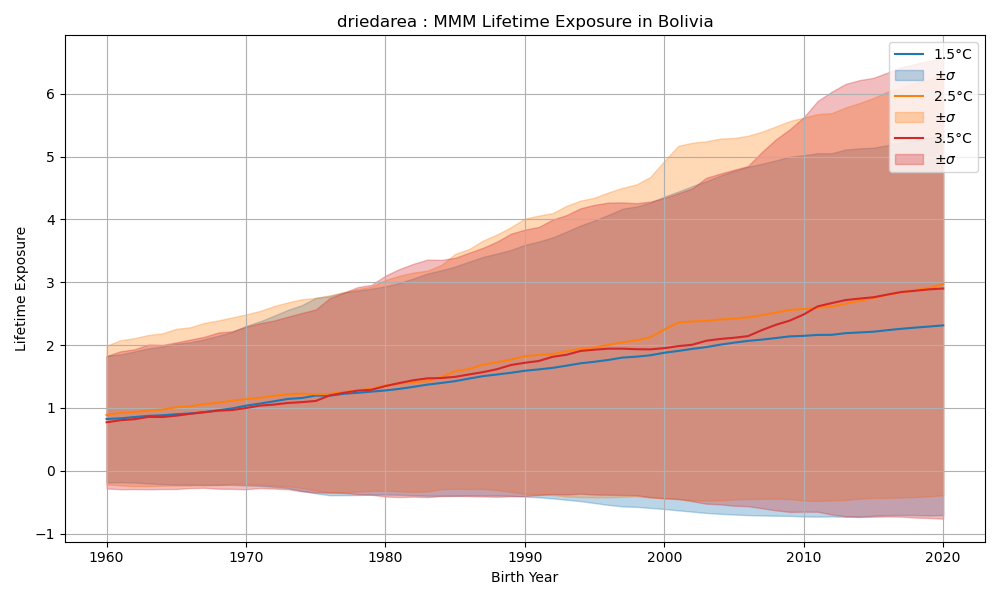 driedarea : MMM Lifetime Exposure in Bolivia
1.5°C
±σ
2.5°C
±σ
3.5°C
±σ
Lifetime Exposure
6
5
4
3
2
1
0
−1
1960
1970
1980
1990
2000
2010
2020
Birth Year